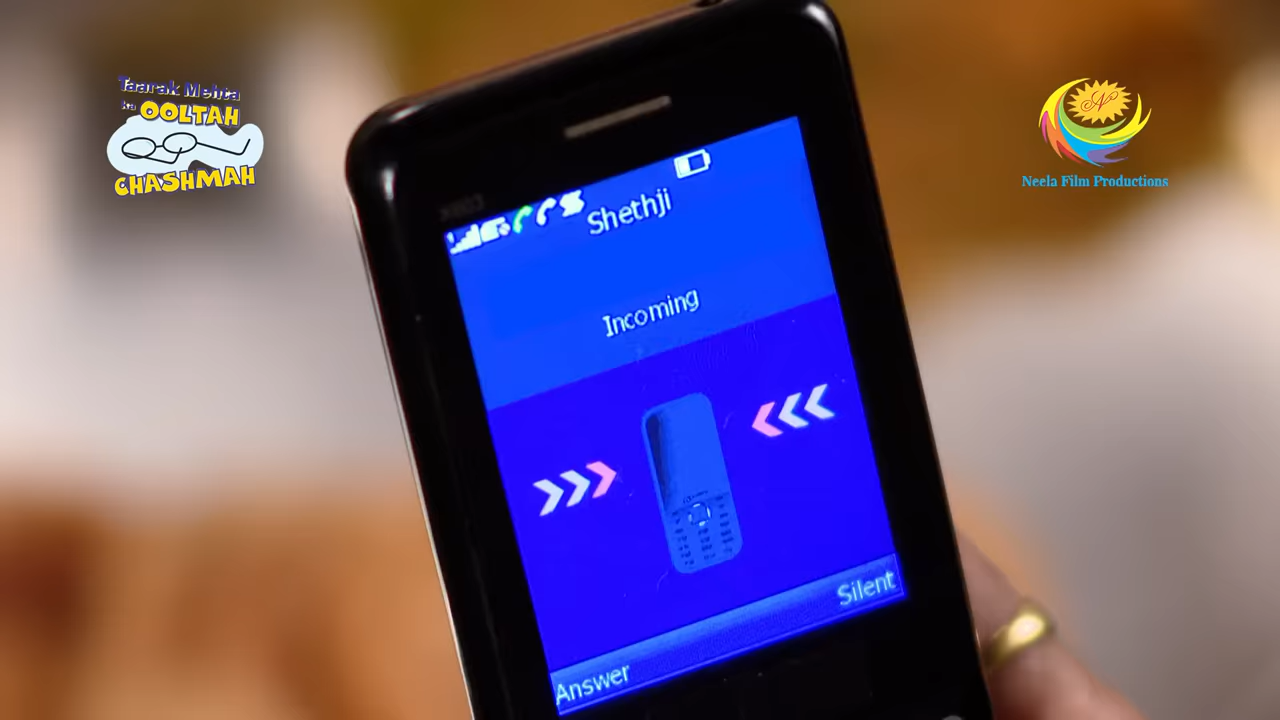 Taarak Mehta
ka OOLTAH
CHASHMAH
Neela Film Productions
Shethji
Incoming
Silent
Answer